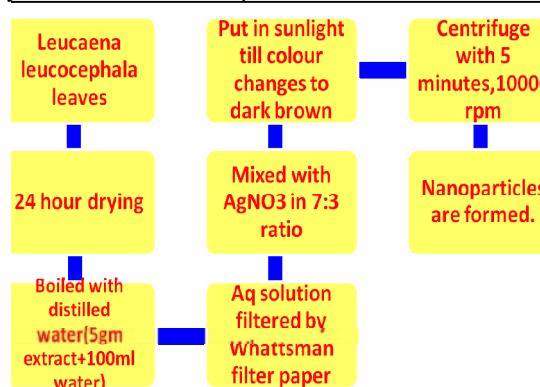 Leucaena
leucocephala
leaves
24 hour drying
Boiled with
distilled
water(5gm
extract+100ml
water)
Aq solution
filtered by
Whattsman
filter paper
Mixed with
AgNO3 in 7:3
ratio
Put in sunlight
till colour
changes to
dark brown
Centrifuge
with 5
minutes,1000
rpm
Nanoparticles
are formed.